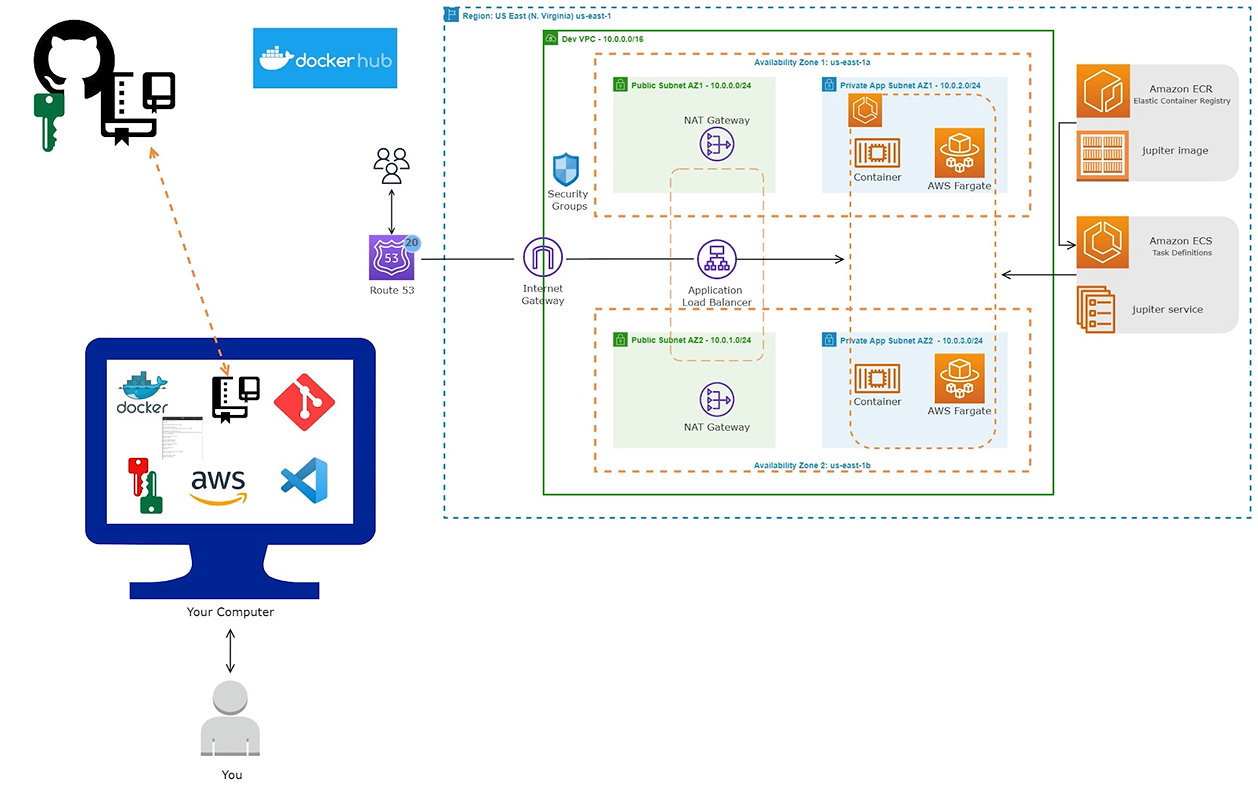 dockerhub
Region: US East (N. Virginia) us-east-1
Dev VPC - 10.0.0.0/16
Availability Zone 1: us-east-1a
Public Subnet AZ1 - 10.0.0.0/24
NAT Gateway
Private App Subnet AZ1 - 10.0.2.0/24
Container
AWS Fargate
Security
Groups
20
53
Route 53
Internet
Gateway
Application
Load Balancer
Public Subnet AZ2 - 10.0.1.0/24
NAT Gateway
Private App Subnet AZ2 - 10.0.3.0/24
Container
AWS Fargate
Availability Zone 2: us-east-1b
Amazon ECR
Elastic Container Registry
jupiter image
Amazon ECS
Task Definitions
jupiter service
docker
aws
Your Computer
You